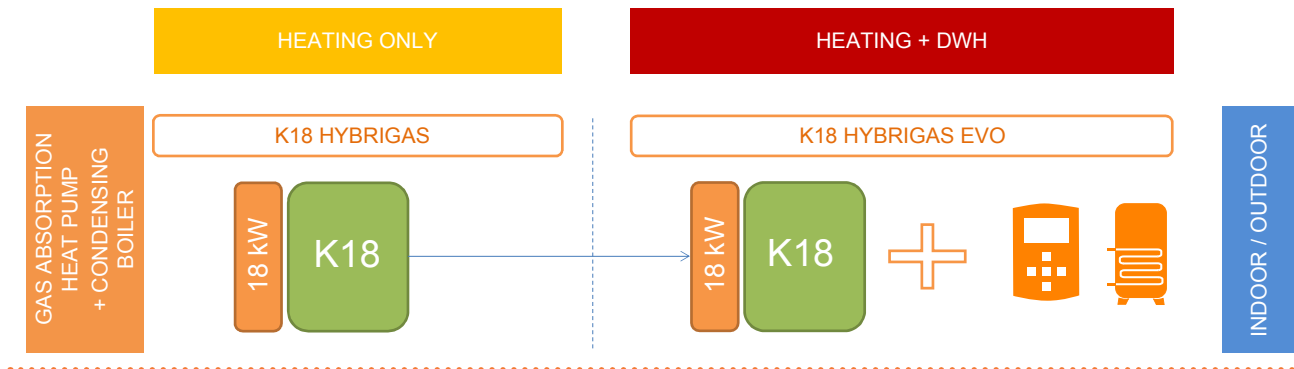 HEATING ONLY
HEATING + DWH
GAS ABSORPTION
HEAT PUMP
+ CONDENSING
BOILER
K18 HYBRIGAS
K18 HYBRIGAS EVO
INDOOR / OUTDOOR
18 kW
K18
18 kW
K18